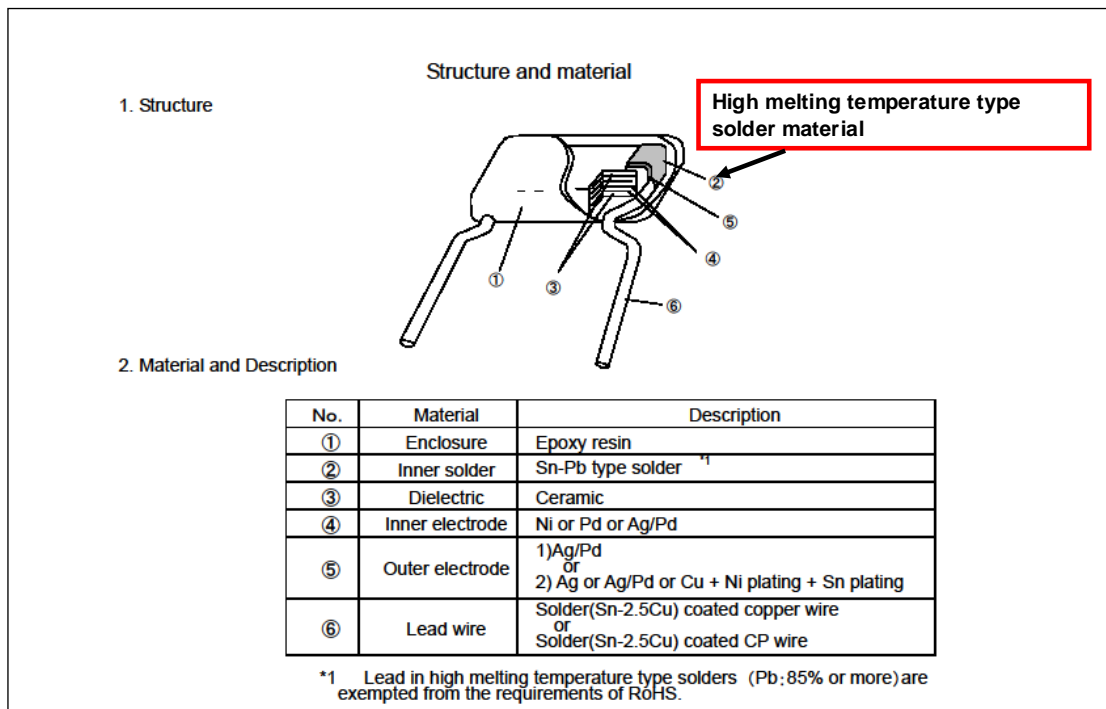 Structure and material
1. Structure
High melting temperature type
solder material
②
⑤
④
①
③
⑥
2. Material and Description
No. Material Description
① Enclosure Epoxy resin
② Inner solder Sn-Pb type solder *1
③ Dielectric Ceramic
④ Inner electrode Ni or Pd or Ag/Pd
⑤ Outer electrode 1)Ag/Pd
or
2) Ag or Ag/Pd or Cu + Ni plating + Sn plating
⑥ Lead wire Solder(Sn-2.5Cu) coated copper wire
or
Solder(Sn-2.5Cu) coated CP wire
*1 Lead in high melting temperature type solders (Pb:85% or more) are
exempted from the requirements of RoHS.